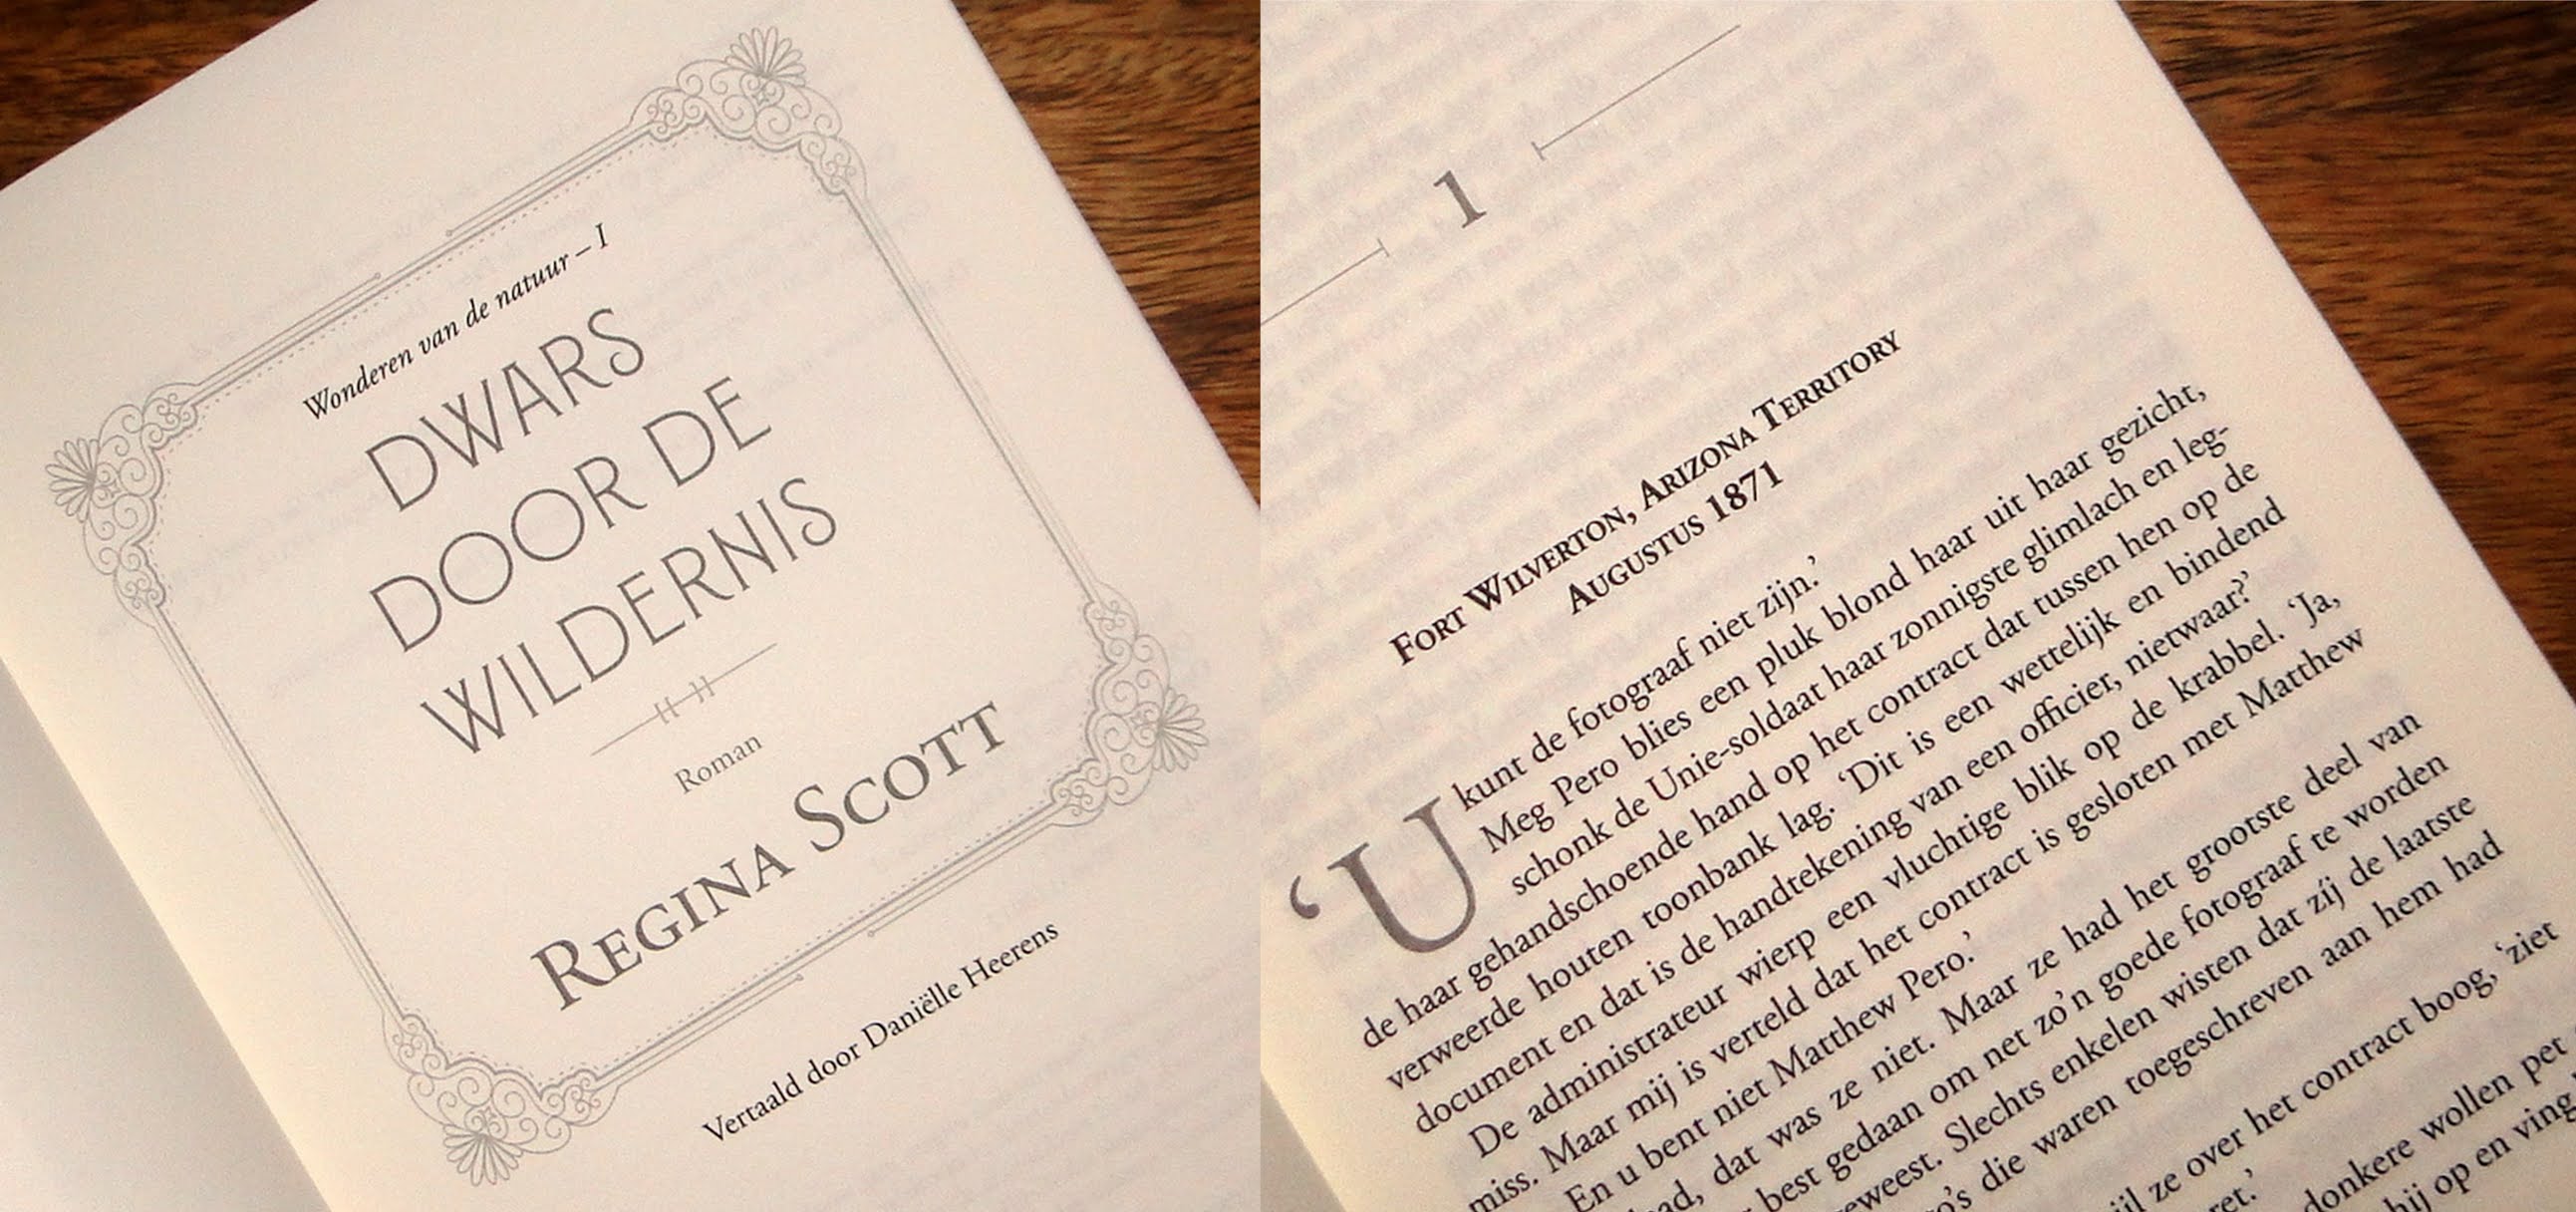 Wonderen van de natuur – 1
DWARS
DOOR DE
WILDERNIS
Roman
REGINA SCOTT
Vertaald door Daniëlle Heerens
1
FORT WILVERTON, ARIZONA TERRITORY
AUGUSTUS 1871
‘U kunt de fotograaf niet zijn.’
Meg Pero blies een pluk blond haar uit haar gezicht,
schonk de Unie-soldaat haar zonnigste glimlach en leg-
de haar gehandschoende hand op het contract dat tussen hen op de
verweerde houten toonbank lag. ‘Dit is een wettelijk en bindend
document en dat is de handtekening van een officier, nietwaar?’
De administrateur wierp een vluchtige blik op de krabbel. ‘Ja,
miss. Maar mij is verteld dat het contract is gesloten met Matthew
En u bent niet Matthew Pero.’
dat was ze niet. Maar ze had het grootste deel van
best gedaan om net zo’n goede fotograaf te worden
Slechts enkelen wisten dat zíj de laatste
die waren toegeschreven aan hem had
ze over het contract boog, ‘ziet
donkere wollen pet
hij op en ving